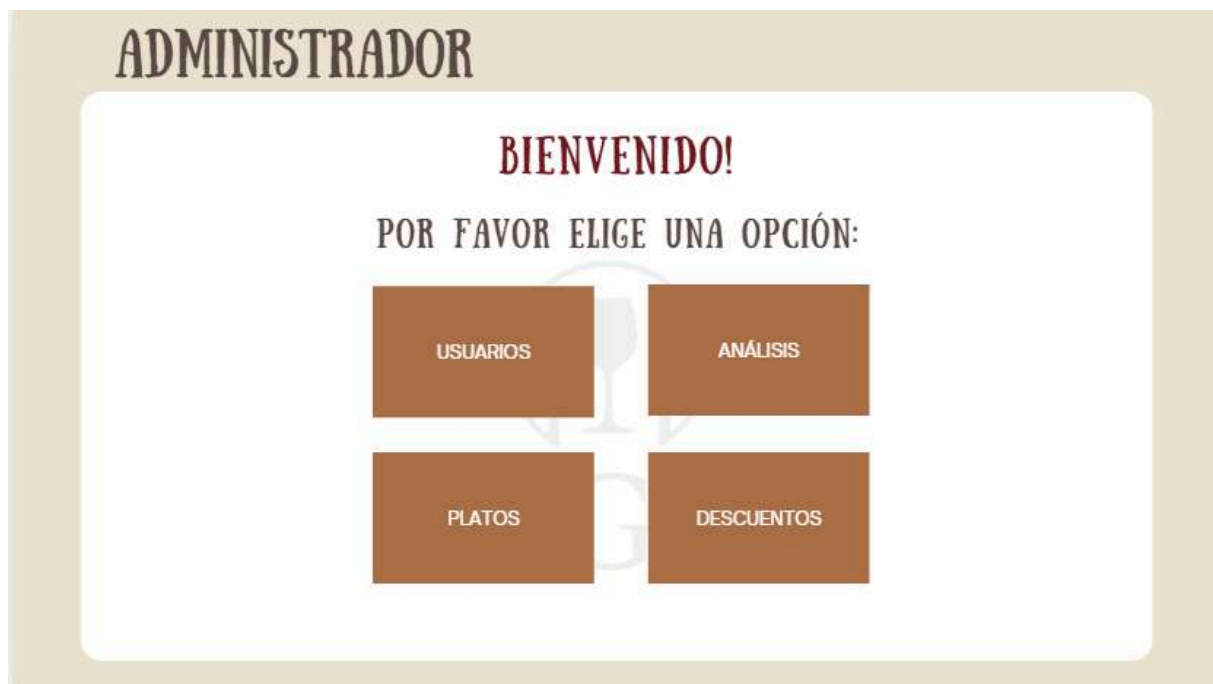 ADMINISTRADOR
BIENVENIDO!
POR FAVOR ELIGE UNA OPCIÓN:
USUARIOS
ANÁLISIS
PLATOS
DESCUENTOS
G